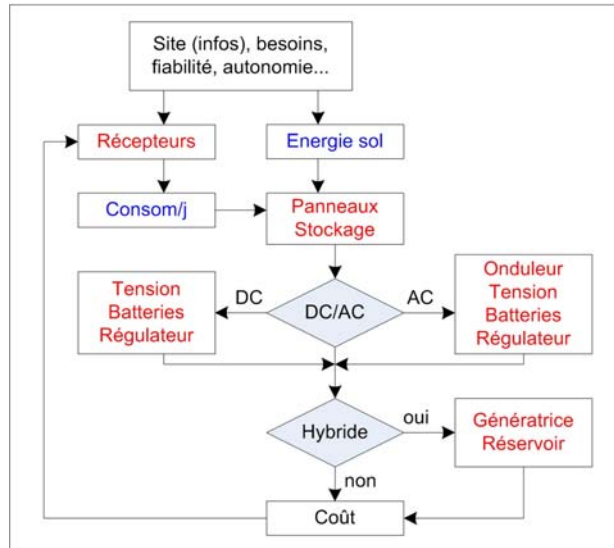 Site (infos), besoins,
fiabilité, autonomie...
Récepteurs
Energie sol
Consom/j
Panneaux
Stockage
DC
DC/AC
AC
Tension
Batteries
Régulateur
Onduleur
Tension
Batteries
Régulateur
Hybride
oui
Génératrice
Réservoir
non
Coût